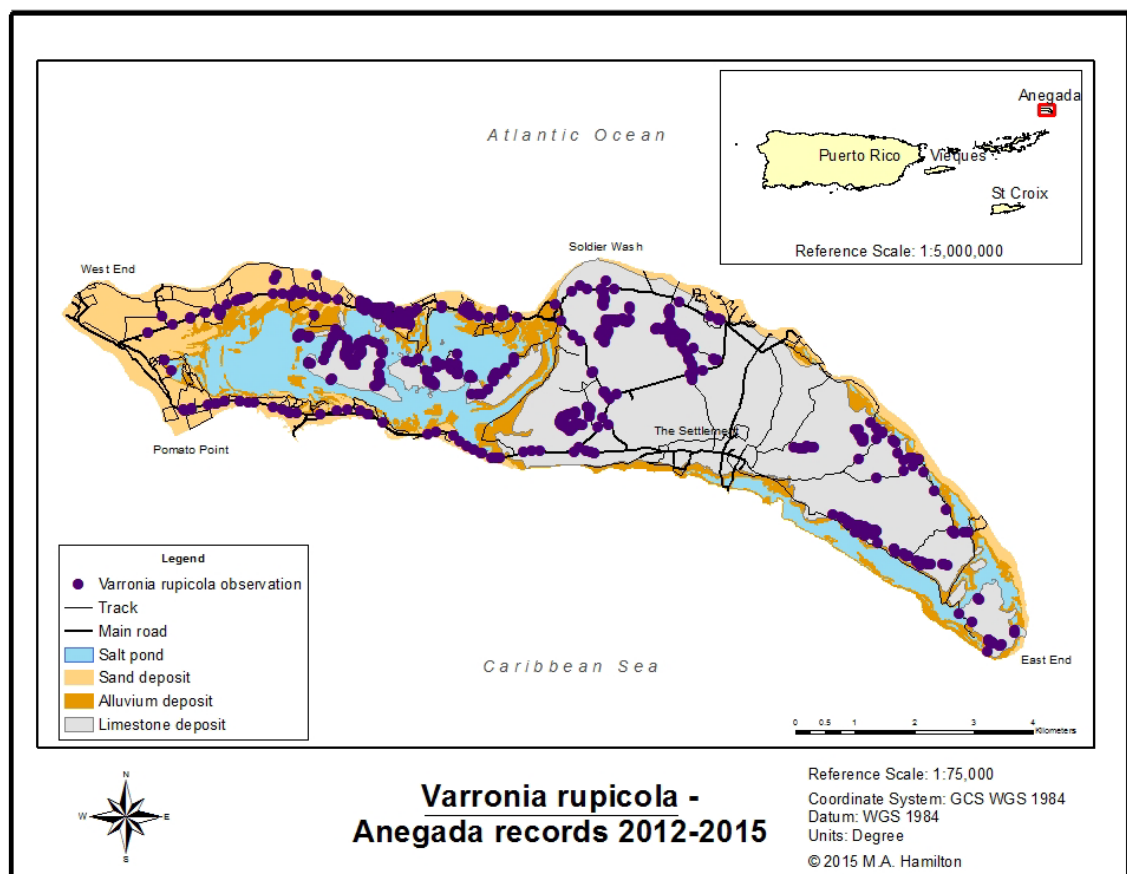 Anegada
Atlantic Ocean
Puerto Rico
Vieques
St Croix
Reference Scale: 1:5,000,000
Soldier Wash
West End
The Settlement
Pomato Point
Legend
Varronia rupicola observation
Track
Main road
Salt pond
Sand deposit
Alluvium deposit
Limestone deposit
Caribbean Sea
East End
0 0.5 1 2 3 4
Kilometers
N
W E
S
Varronia rupicola -
Anegada records 2012-2015
Reference Scale: 1:75,000
Coordinate System: GCS WGS 1984
Datum: WGS 1984
Units: Degree
© 2015 M.A. Hamilton